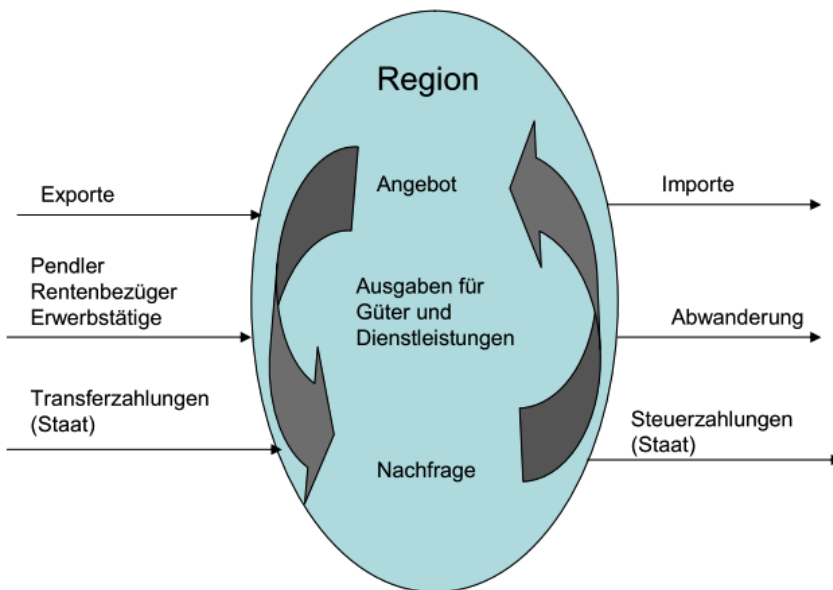 Region
Angebot
Exporte
Importe
Pendler
Rentenbezüger
Erwerbstätige
Ausgaben für
Güter und
Dienstleistungen
Abwanderung
Transferzahlungen
(Staat)
Steuerzahlungen
(Staat)
Nachfrage